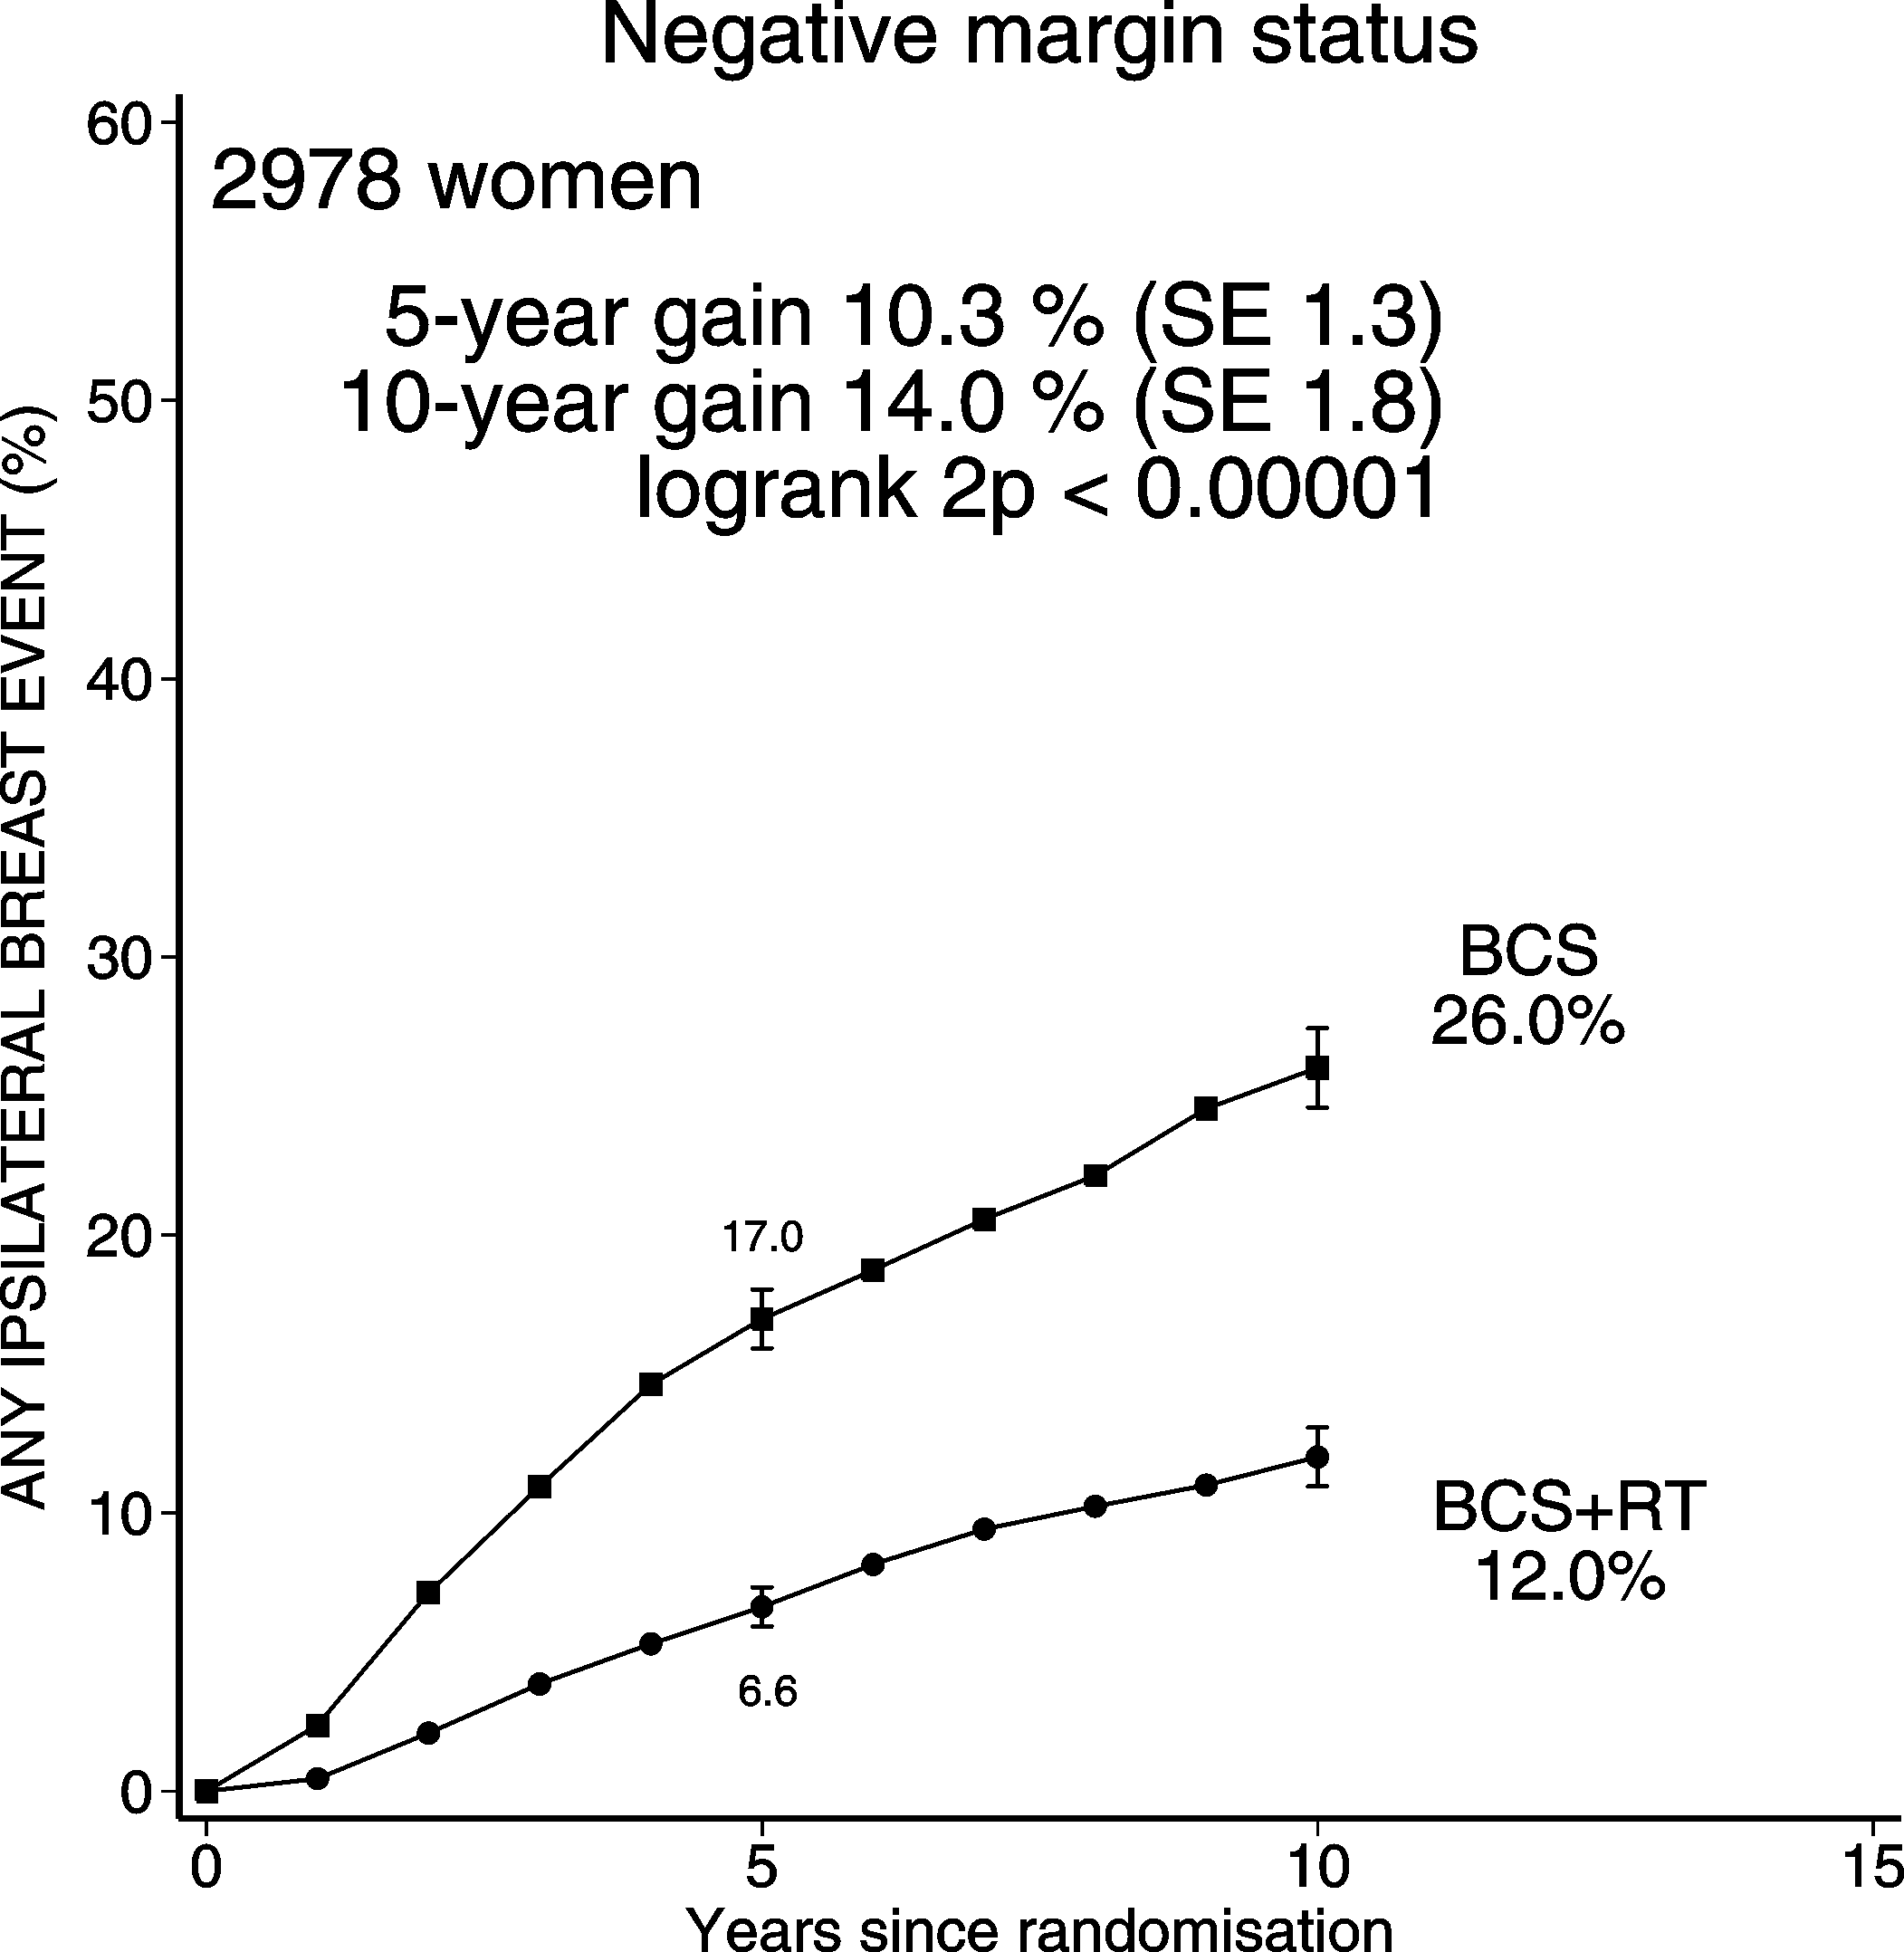 Negative margin status
60
2978 women
5-year gain 10.3 % (SE 1.3)
10-year gain 14.0 % (SE 1.8)
logrank 2p < 0.00001
50
40
30
20
10
0
ANY IPSILATERAL BREAST EVENT (%)
BCS
26.0%
17.0
BCS+RT
12.0%
6.6
0 5 10 15
Years since randomisation